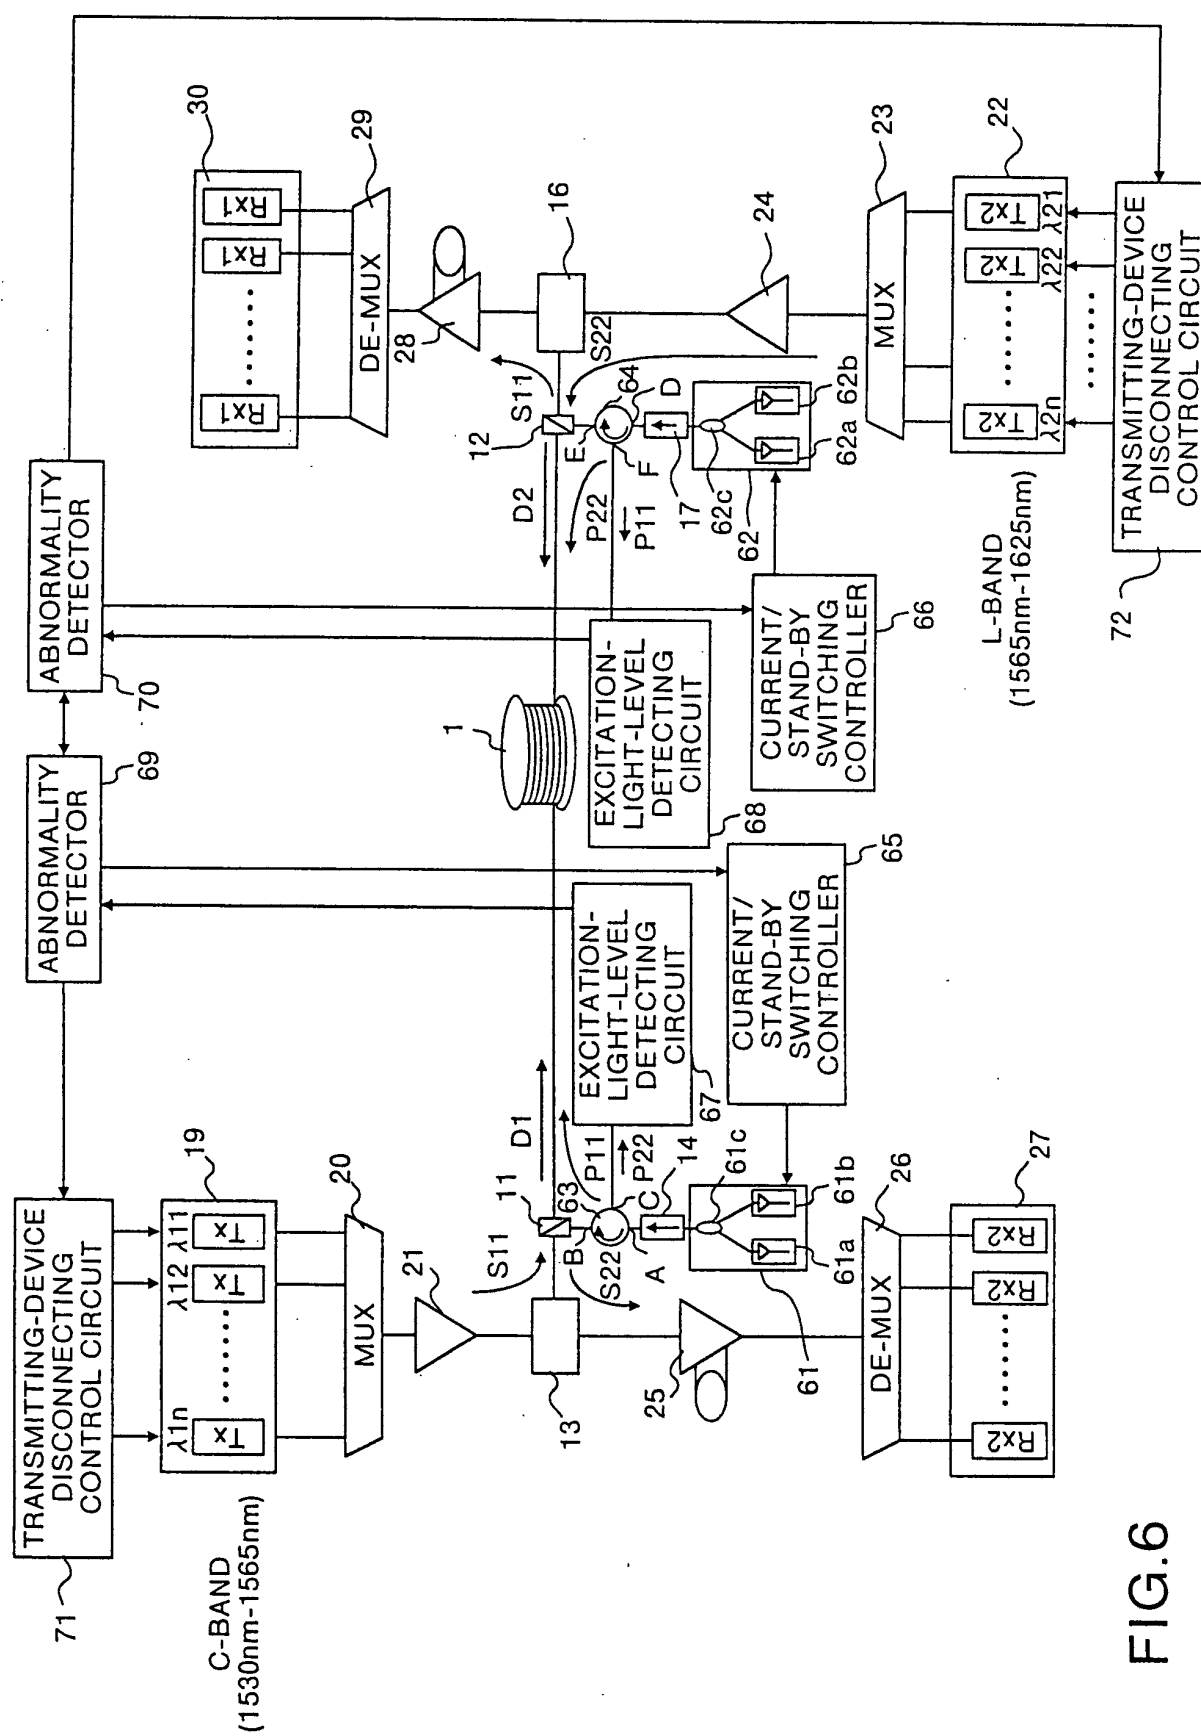 TRANSMITTING-DEVICE
DISCONNECTING
CONTROL CIRCUIT
71
ABNORMALITY
DETECTOR
69
ABNORMALITY
DETECTOR
70
C-BAND
(1530nm-1565nm)
λ1n
λ12
λ11
19
Tx
Tx
Tx
MUX
20
21
30
Rx1
Rx1
Rx1
DE-MUX
29
28
S11
13
11
D1
1
D2
12
S11
16
B
63
P11
P22
C
S22
A
14
EXCITATION-
LIGHT-LEVEL
DETECTING
CIRCUIT
67
EXCITATION-
LIGHT-LEVEL
DETECTING
CIRCUIT
68
P22
P11
E
F
64
D
S22
17
24
25
61c
61a
61b
61
CURRENT/
STAND-BY
SWITCHING
CONTROLLER
65
CURRENT/
STAND-BY
SWITCHING
CONTROLLER
66
62c
62
62a
62b
DE-MUX
26
27
Rx2
Rx2
Rx2
MUX
23
22
Tx2
Tx2
Tx2
λ2n
λ22
λ21
L-BAND
(1565nm-1625nm)
TRANSMITTING-DEVICE
DISCONNECTING
CONTROL CIRCUIT
72
FIG.6